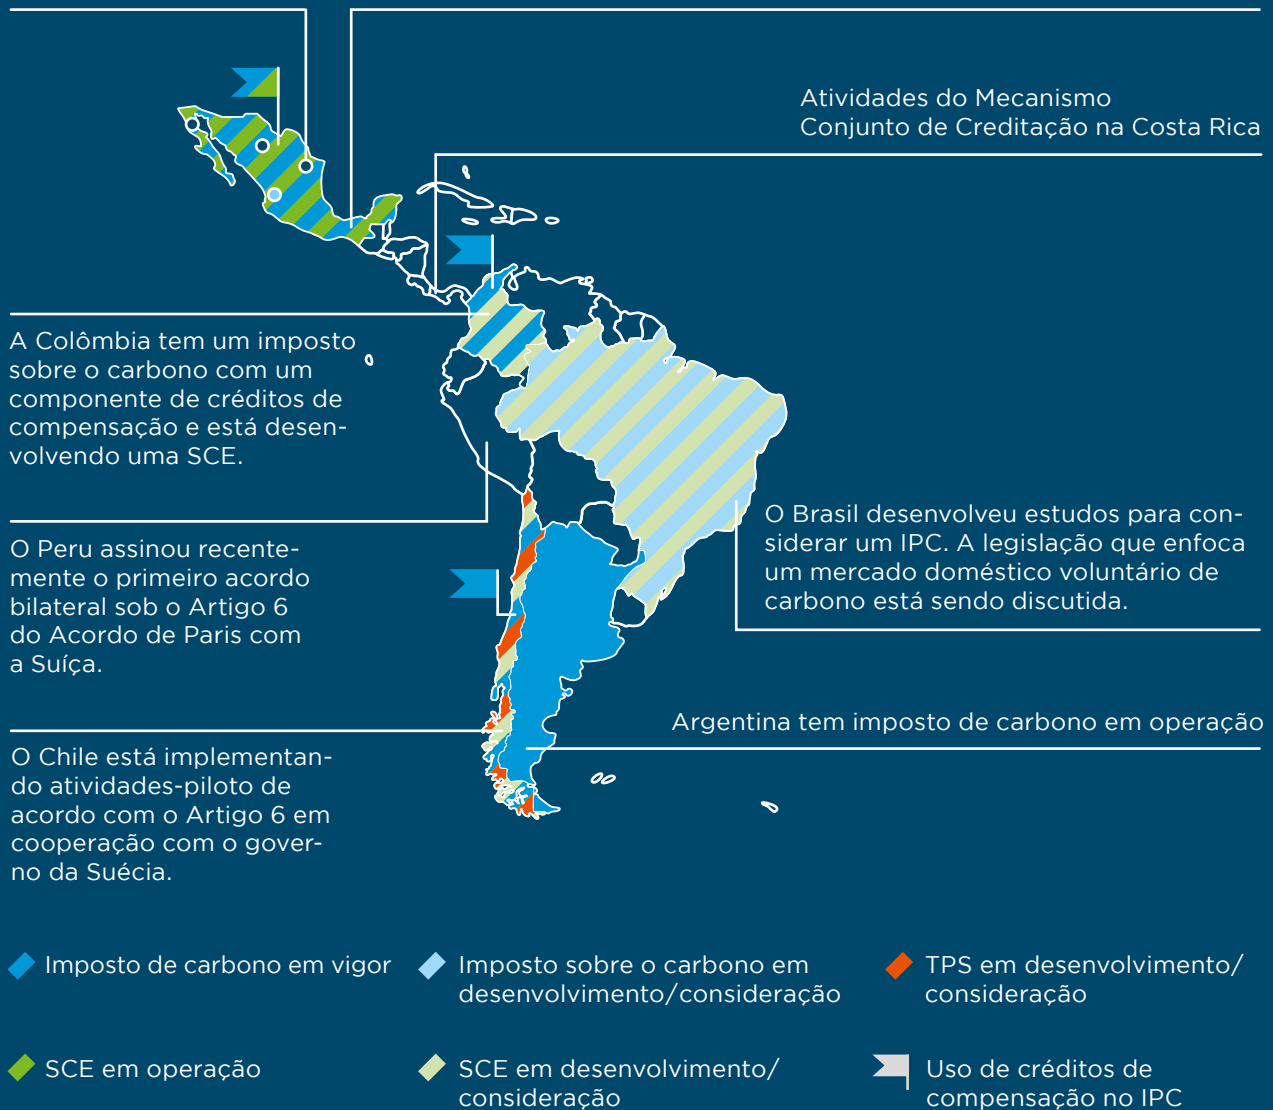 Atividades do Mecanismo
Conjunto de Creditação na Costa Rica
A Colômbia tem um imposto
sobre o carbono com um
componente de créditos de
compensação e está desen-
volvendo uma SCE.
O Peru assinou recente-
mente o primeiro acordo
bilateral sob o Artigo 6
do Acordo de Paris com
a Suíça.
O Brasil desenvolveu estudos para con-
siderar um IPC. A legislação que enfoca
um mercado doméstico voluntário de
carbono está sendo discutida.
Argentina tem imposto de carbono em operação
O Chile está implementan-
do atividades-piloto de
acordo com o Artigo 6 em
cooperação com o gover-
no da Suécia.
Imposto de carbono em vigor
Imposto sobre o carbono em
desenvolvimento/consideração
TPS em desenvolvimento/
consideração
SCE em operação
SCE em desenvolvimento/
consideração
Uso de créditos de
compensação no IPC